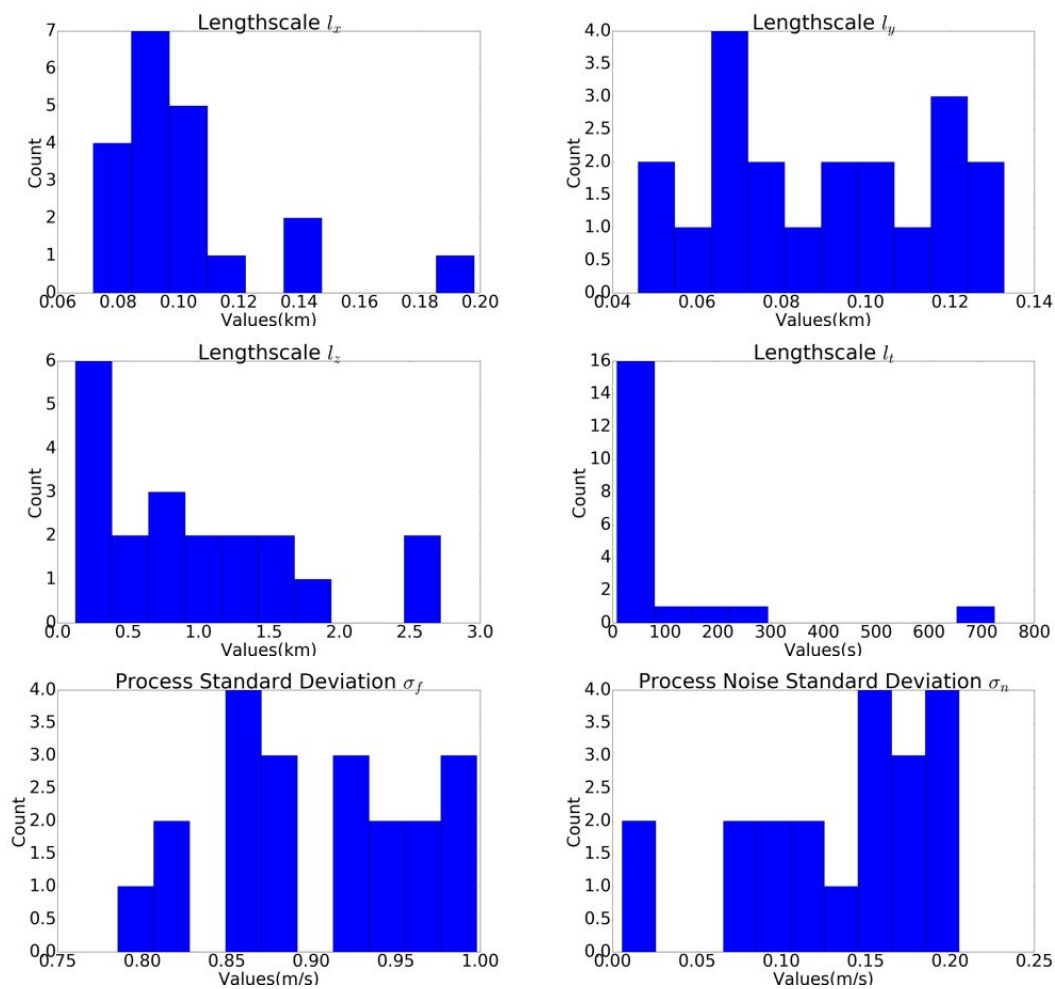 Lengthscale l_x
7
6
5
4
3
2
1
0
Count
0.06 0.08 0.10 0.12 0.14 0.16 0.18 0.20
Values(km)
Lengthscale l_y
4.0
3.5
3.0
2.5
2.0
1.5
1.0
0.5
0.0
Count
0.04 0.06 0.08 0.10 0.12 0.14
Values(km)
Lengthscale l_z
6
5
4
3
2
1
0
Count
0.0 0.5 1.0 1.5 2.0 2.5 3.0
Values(km)
Lengthscale l_t
16
14
12
10
8
6
4
2
0
Count
0 100 200 300 400 500 600 700 800
Values(s)
Process Standard Deviation σ_f
4.0
3.5
3.0
2.5
2.0
1.5
1.0
0.5
0.0
Count
0.75 0.80 0.85 0.90 0.95 1.00
Values(m/s)
Process Noise Standard Deviation σ_n
4.0
3.5
3.0
2.5
2.0
1.5
1.0
0.5
0.0
Count
0.00 0.05 0.10 0.15 0.20 0.25
Values(m/s)